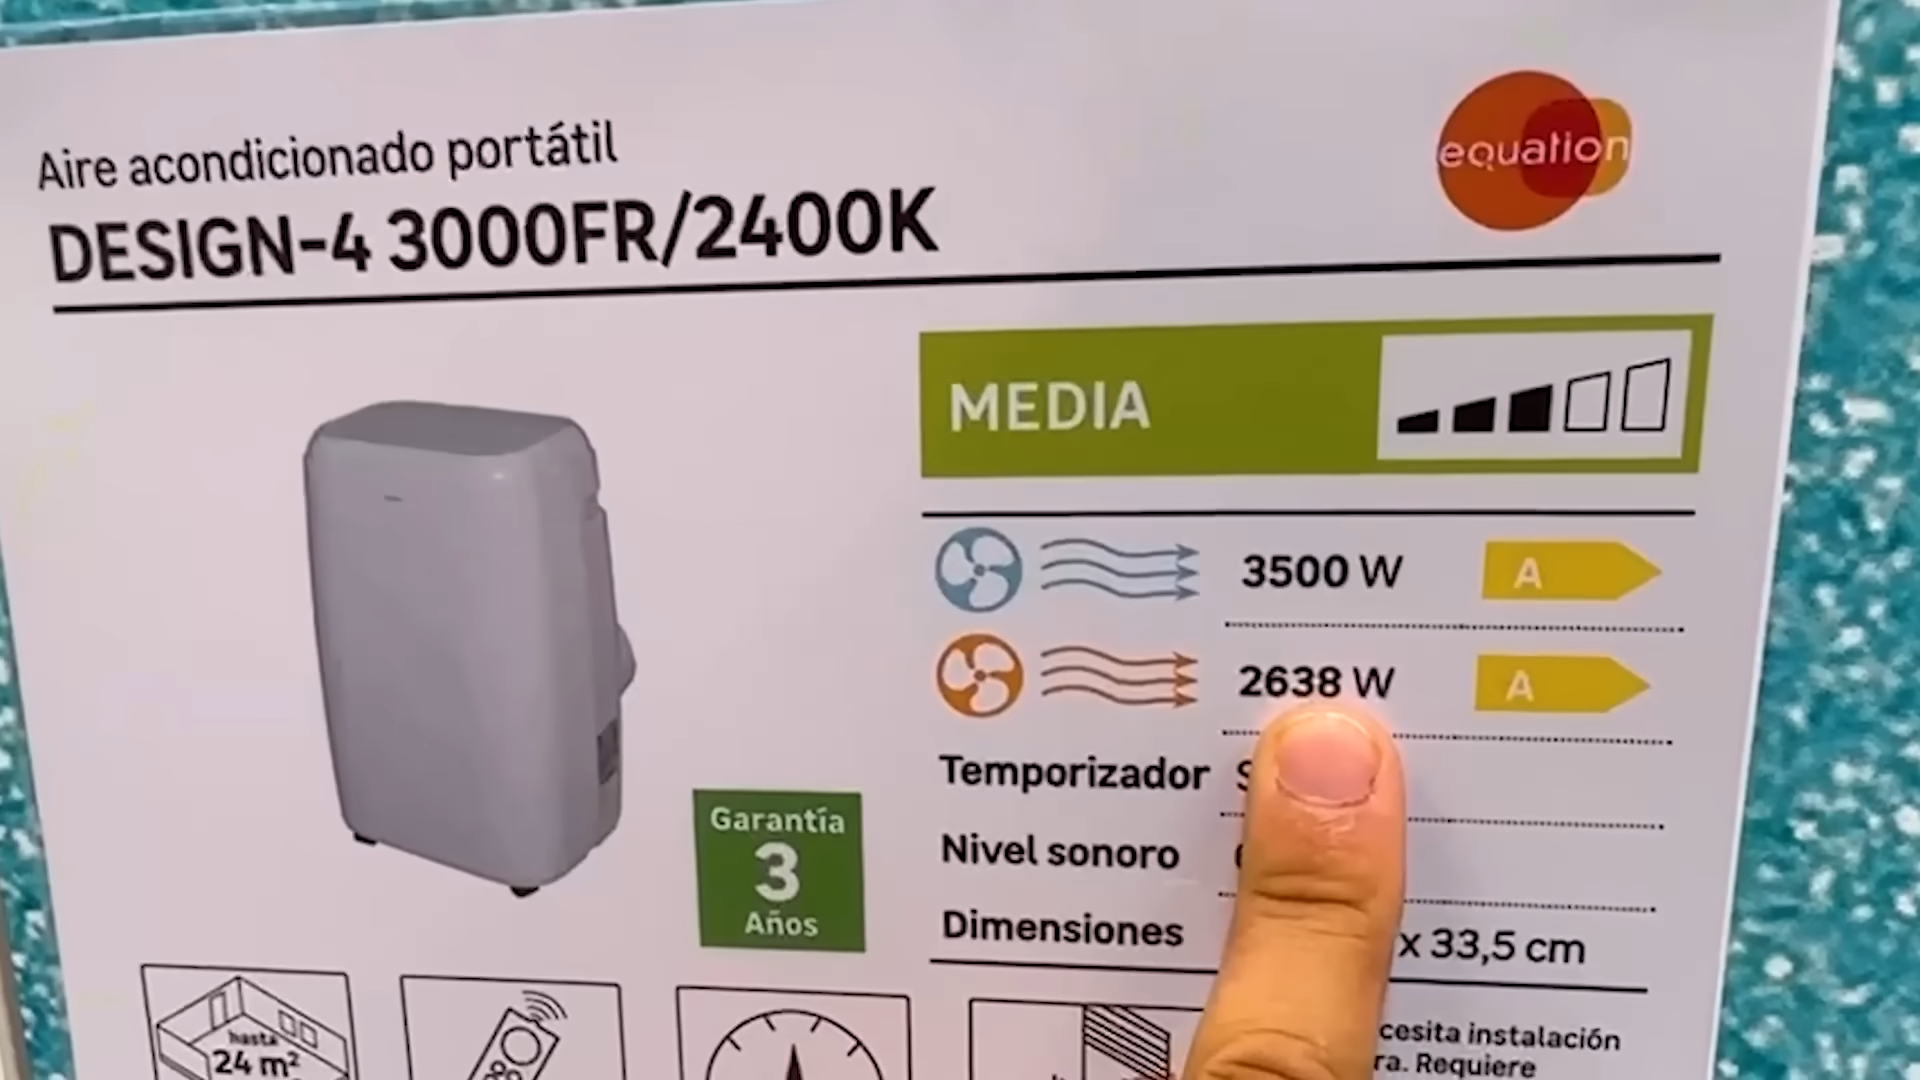 Aire acondicionado portátil
DESIGN-4 3000FR/2400K
equation
MEDIA
3500 W A
2638 W A
Temporizador
Nivel sonoro
Dimensiones x 33,5 cm
Garantía
3
Años
hasta
24 m²
cesita instalación
ra. Requiere